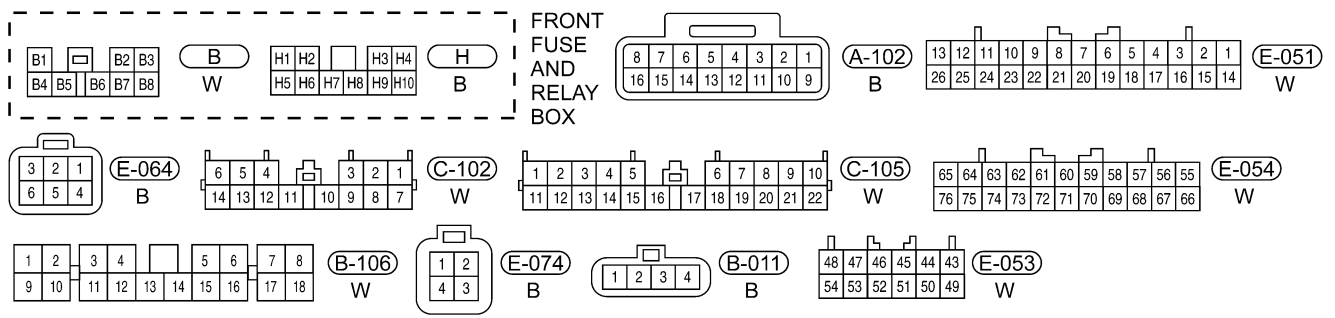 B1 B2 B3
B4 B5 B6 B7 B8
B
W
H1 H2 H3 H4
H5 H6 H7 H8 H9 H10
H
B
FRONT
FUSE
AND
RELAY
BOX
8 7 6 5 4 3 2 1
16 15 14 13 12 11 10 9
A-102
B
13 12 11 10 9 8 7 6 5 4 3 2 1
26 25 24 23 22 21 20 19 18 17 16 15 14
E-051
W
3 2 1
6 5 4
E-064
B
6 5 4 3 2 1
14 13 12 11 10 9 8 7
C-102
W
1 2 3 4 5 6 7 8 9 10
11 12 13 14 15 16 17 18 19 20 21 22
C-105
W
65 64 63 62 61 60 59 58 57 56 55
76 75 74 73 72 71 70 69 68 67 66
E-054
W
1 2 3 4 5 6 7 8
9 10 11 12 13 14 15 16 17 18
B-106
W
1 2
4 3
E-074
B
1 2 3 4
B-011
B
48 47 46 45 44 43
54 53 52 51 50 49
E-053
W